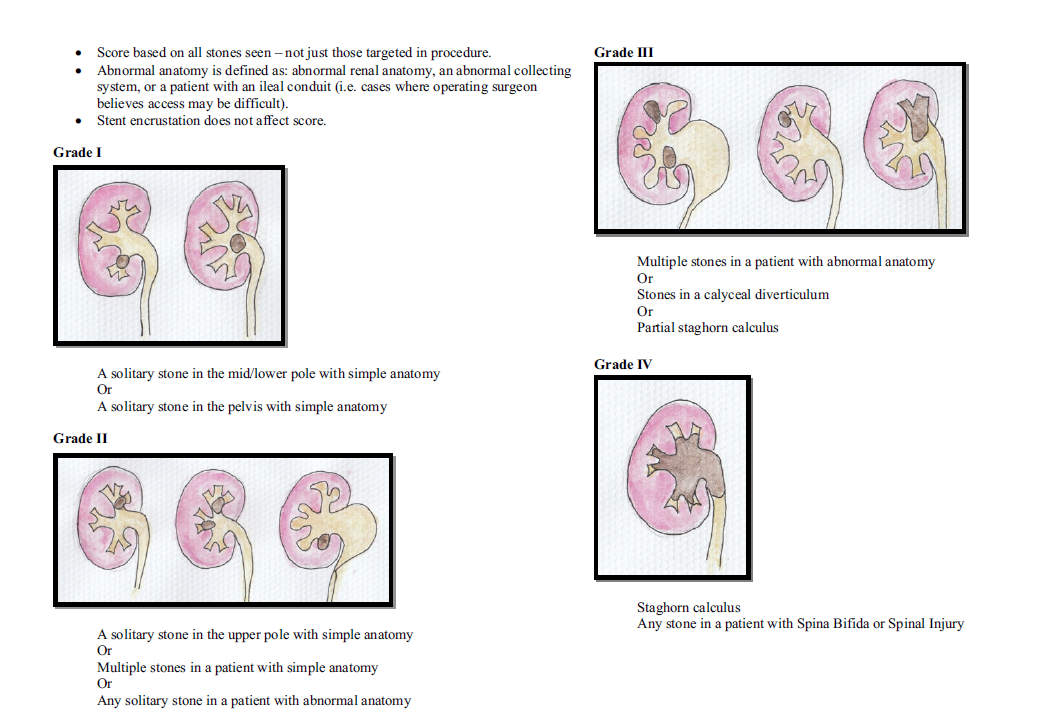 • Score based on all stones seen – not just those targeted in procedure.
• Abnormal anatomy is defined as: abnormal renal anatomy, an abnormal collecting
system, or a patient with an ileal conduit (i.e. cases where operating surgeon
believes access may be difficult).
• Stent encrustation does not affect score.
Grade I
A solitary stone in the mid/lower pole with simple anatomy
Or
A solitary stone in the pelvis with simple anatomy
Grade II
A solitary stone in the upper pole with simple anatomy
Or
Multiple stones in a patient with simple anatomy
Or
Any solitary stone in a patient with abnormal anatomy
Grade III
Multiple stones in a patient with abnormal anatomy
Or
Stones in a calyceal diverticulum
Or
Partial staghorn calculus
Grade IV
Staghorn calculus
Any stone in a patient with Spina Bifida or Spinal Injury